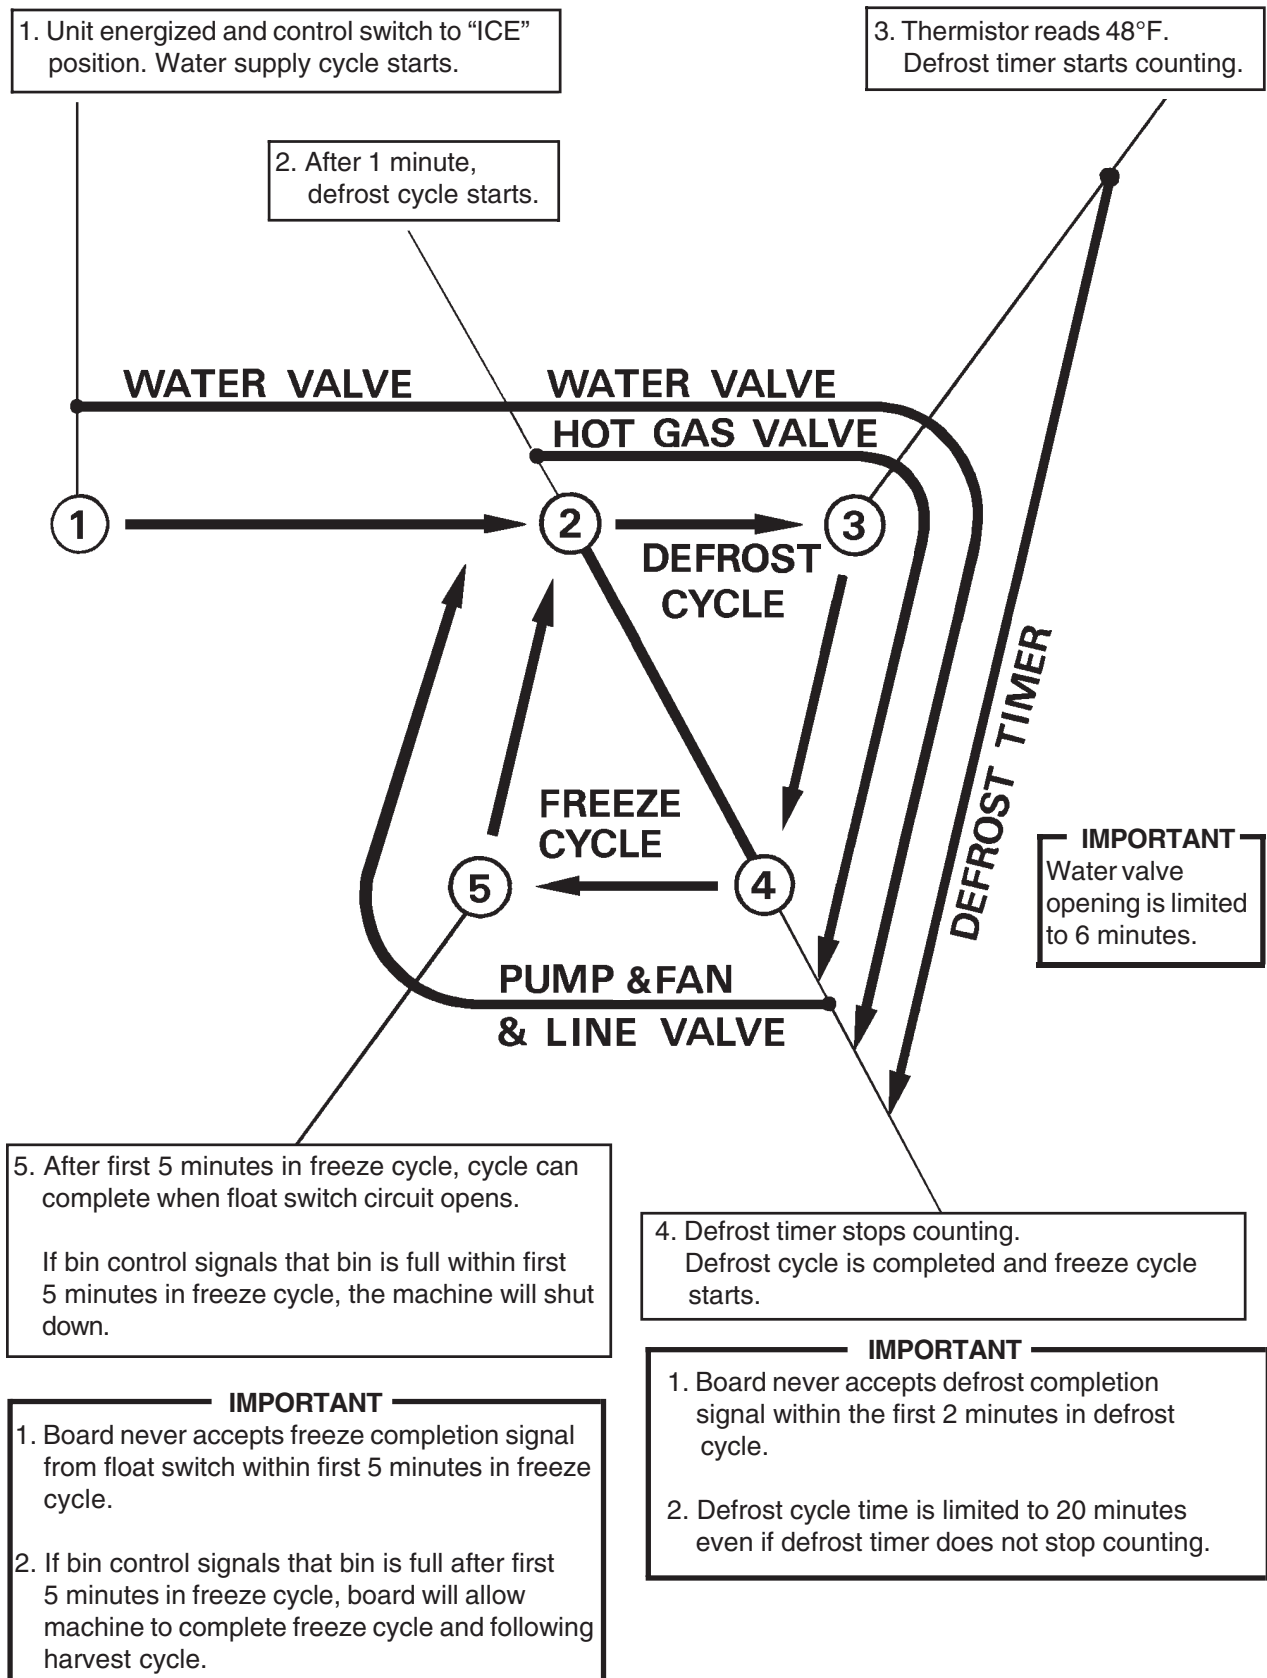 1. Unit energized and control switch to “ICE”
position. Water supply cycle starts.
3. Thermistor reads 48°F.
Defrost timer starts counting.
2. After 1 minute,
defrost cycle starts.
WATER VALVE
WATER VALVE
HOT GAS VALVE
1
2
3
DEFROST
CYCLE
DEFROST TIMER
FREEZE
CYCLE
5
4
IMPORTANT
Water valve
opening is limited
to 6 minutes.
PUMP & FAN
& LINE VALVE
5. After first 5 minutes in freeze cycle, cycle can
complete when float switch circuit opens.
If bin control signals that bin is full within first
5 minutes in freeze cycle, the machine will shut
down.
4. Defrost timer stops counting.
Defrost cycle is completed and freeze cycle
starts.
IMPORTANT
1. Board never accepts freeze completion signal
from float switch within first 5 minutes in freeze
cycle.
2. If bin control signals that bin is full after first
5 minutes in freeze cycle, board will allow
machine to complete freeze cycle and following
harvest cycle.
IMPORTANT
1. Board never accepts defrost completion
signal within the first 2 minutes in defrost
cycle.
2. Defrost cycle time is limited to 20 minutes
even if defrost timer does not stop counting.